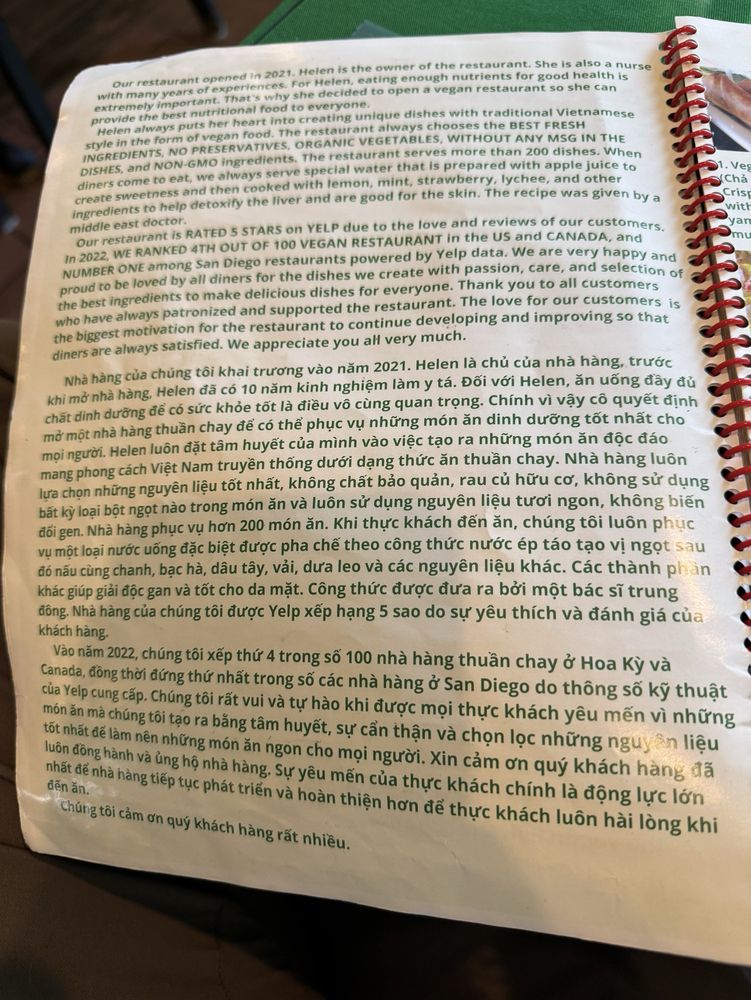 Our restaurant opened in 2021. Helen is the owner of the restaurant. She is also a nurse
with many years of experiences. For Helen, eating enough nutrients for good health is
extremely important. That's why she decided to open a vegan restaurant so she can
provide the best nutritional food to everyone.
Helen always puts her heart into creating unique dishes with traditional Vietnamese
style in the form of vegan food. The restaurant always chooses the BEST FRESH
INGREDIENTS, NO PRESERVATIVES, ORGANIC VEGETABLES, WITHOUT ANY MSG IN THE
DISHES, and NON-GMO ingredients. The restaurant serves more than 200 dishes. When
diners come to eat, we always serve special water that is prepared with apple juice to
create sweetness and then cooked with lemon, mint, strawberry, lychee, and other
ingredients to help detoxify the liver and are good for the skin. The recipe was given by a
middle east doctor.
Our restaurant is RATED 5 STARS on YELP due to the love and reviews of our customers.
In 2022, WE RANKED 4TH OUT OF 100 VEGAN RESTAURANT in the US and CANADA, and
NUMBER ONE among San Diego restaurants powered by Yelp data. We are very happy and
proud to be loved by all diners for the dishes we create with passion, care, and selection of
the best ingredients to make delicious dishes for everyone. Thank you to all customers
who have always patronized and supported the restaurant. The love for our customers is
the biggest motivation for the restaurant to continue developing and improving so that
diners are always satisfied. We appreciate you all very much.
Nhà hàng của chúng tôi khai trương vào năm 2021. Helen là chủ của nhà hàng, trước
khi mở nhà hàng, Helen đã có 10 năm kinh nghiệm làm y tá. Đối với Helen, ăn uống đầy đủ
chất dinh dưỡng để có sức khỏe tốt là điều vô cùng quan trọng. Chính vì vậy cô quyết định
mở một nhà hàng thuần chay để có thể phục vụ những món ăn dinh dưỡng tốt nhất cho
mọi người. Helen luôn đặt tâm huyết của mình vào việc tạo ra những món ăn độc đáo
mang phong cách Việt Nam truyền thống dưới dạng thức ăn thuần chay. Nhà hàng luôn
lựa chọn những nguyên liệu tốt nhất, không chất bảo quản, rau củ hữu cơ, không sử dụng
bất kỳ loại bột ngọt nào trong món ăn và luôn sử dụng nguyên liệu tươi ngon, không biến
đổi gen. Nhà hàng phục vụ hơn 200 món ăn. Khi thực khách đến ăn, chúng tôi luôn phục
vụ một loại nước uống đặc biệt được pha chế theo công thức nước ép táo tạo vị ngọt sau
đó nấu cùng chanh, bạc hà, dâu tây, vải, dưa leo và các nguyên liệu khác. Các thành phần
khác giúp giải độc gan và tốt cho da mặt. Công thức được đưa ra bởi một bác sĩ trung
đông. Nhà hàng của chúng tôi được Yelp xếp hạng 5 sao do sự yêu thích và đánh giá của
khách hàng.
Vào năm 2022, chúng tôi xếp thứ 4 trong số 100 nhà hàng thuần chay ở Hoa Kỳ và
Canada, đồng thời đứng thứ nhất trong số các nhà hàng ở San Diego do thông số kỹ thuật
của Yelp cung cấp. Chúng tôi rất vui và tự hào khi được mọi thực khách yêu mến vì những
món ăn mà chúng tôi tạo ra bằng tâm huyết, sự cẩn thận và chọn lọc những nguyên liệu
tốt nhất để làm nên những món ăn ngon cho mọi người. Xin cảm ơn quý khách hàng đã
luôn đồng hành và ủng hộ nhà hàng. Sự yêu mến của thực khách chính là động lực lớn
nhất để nhà hàng tiếp tục phát triển và hoàn thiện hơn để thực khách luôn hài lòng khi
đến ăn.
Chúng tôi cảm ơn quý khách hàng rất nhiều.
1. Veg
(Chả
Crisp
with
yam
mu